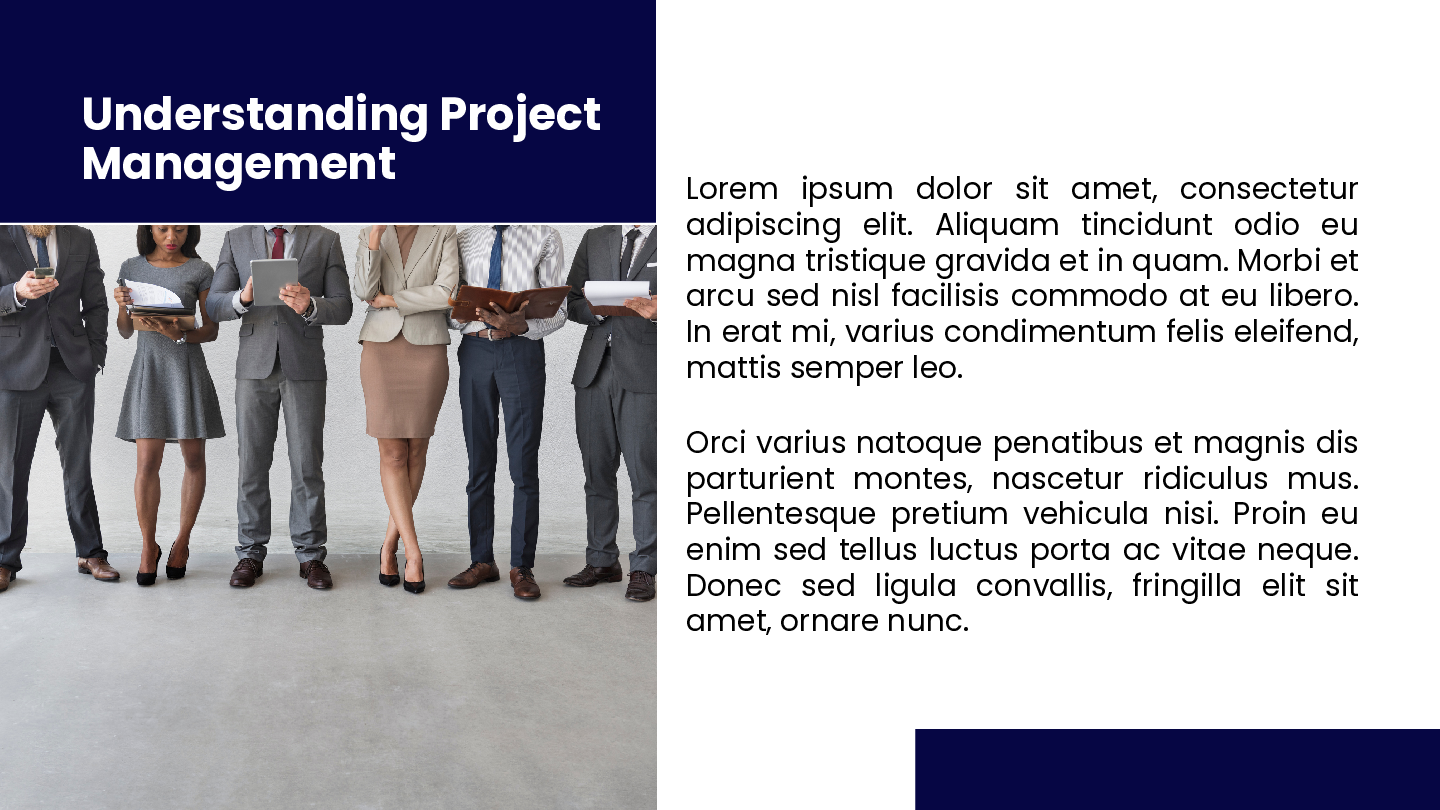 Understanding Project
Management
Lorem ipsum dolor sit amet, consectetur
adipiscing elit. Aliquam tincidunt odio eu
magna tristique gravida et in quam. Morbi et
arcu sed nisl facilisis commodo at eu libero.
In erat mi, varius condimentum felis eleifend,
mattis semper leo.
Orci varius natoque penatibus et magnis dis
parturient montes, nascetur ridiculus mus.
Pellentesque pretium vehicula nisi. Proin eu
enim sed tellus luctus porta ac vitae neque.
Donec sed ligula convallis, fringilla elit sit
amet, ornare nunc.